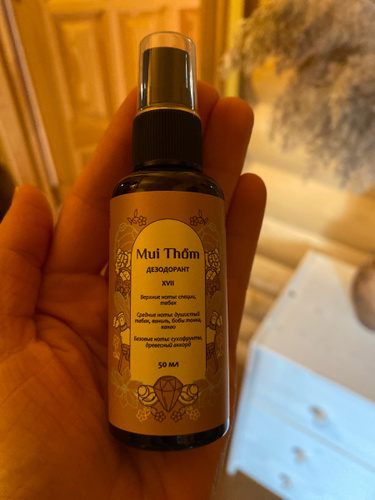 Mui Thơm
ДЕЗОДОРАНТ
XVII
Верхние ноты: специи,
табак
Средние ноты: душистый
табак, ваниль, бобы тонка,
какао
Базовые ноты: сухофрукты,
древесный аккорд
50 мл